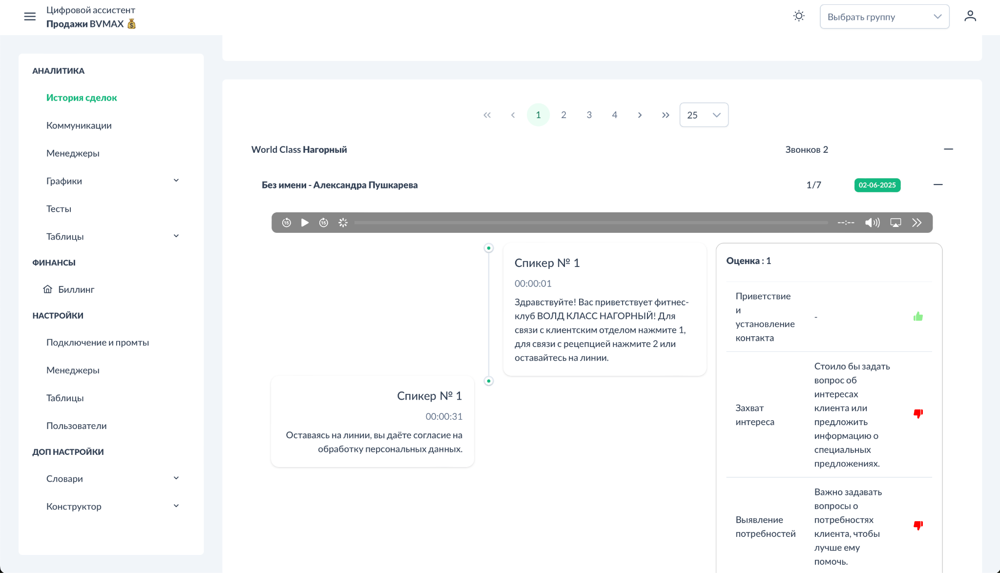 Цифровой ассистент
Продажи BVMAX 💰
Выбрать группу
АНАЛИТИКА
История сделок
Коммуникации
Менеджеры
Графики
Тесты
Таблицы
ФИНАНСЫ
Биллинг
НАСТРОЙКИ
Подключение и промты
Менеджеры
Таблицы
Пользователи
ДОП НАСТРОЙКИ
Словари
Конструктор
1 2 3 4 25
World Class Нагорный Звонков 2
Без имени - Александра Пушкарева 1/7 02-06-2025
15 15 --:--
Спикер № 1
00:00:01
Здравствуйте! Вас приветствует фитнес-
клуб ВОЛД КЛАСС НАГОРНЫЙ! Для
связи с клиентским отделом нажмите 1,
для связи с рецепцией нажмите 2 или
оставайтесь на линии.
Спикер № 1
00:00:31
Оставаясь на линии, вы даёте согласие на
обработку персональных данных.
Оценка : 1
Приветствие
и
установление
контакта
-
Захват
интереса
Стоило бы задать
вопрос об
интересах
клиента или
предложить
информацию о
специальных
предложениях.
Выявление
потребностей
Важно задавать
вопросы о
потребностях
клиента, чтобы
лучше ему
помочь.